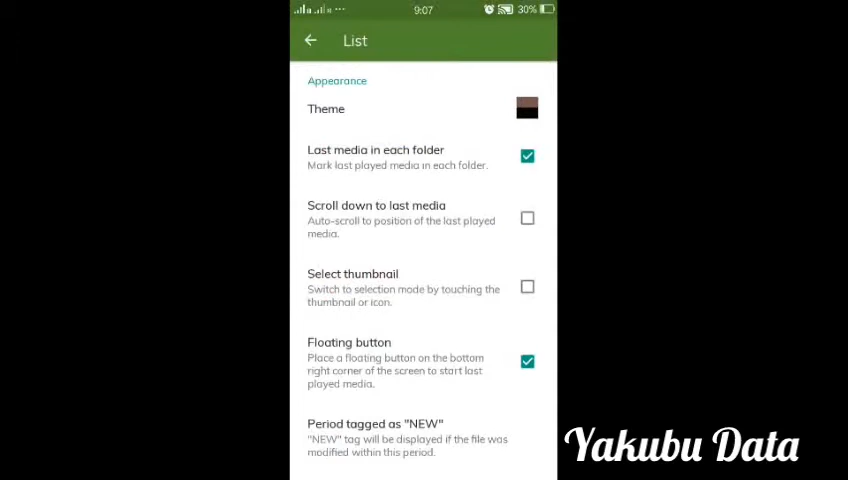 9:07
30%
List
Appearance
Theme
Last media in each folder
Mark last played media in each folder.
Scroll down to last media
Auto-scroll to position of the last played
media.
Select thumbnail
Switch to selection mode by touching the
thumbnail or icon.
Floating button
Place a floating button on the bottom
right corner of the screen to start last
played media.
Period tagged as "NEW"
"NEW" tag will be displayed if the file was
modified within this period.
Yakubu Data